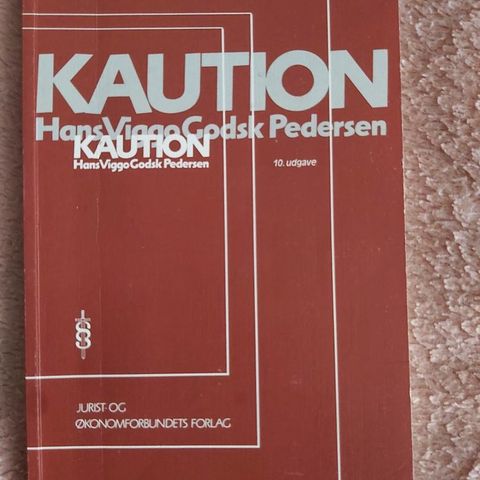 KAUTION
Hans Viggo Godsk Pedersen
KAUTION
Hans Viggo Godsk Pedersen
10. udgave
JURIST- OG
ØKONOMFORBUNDETS FORLAG